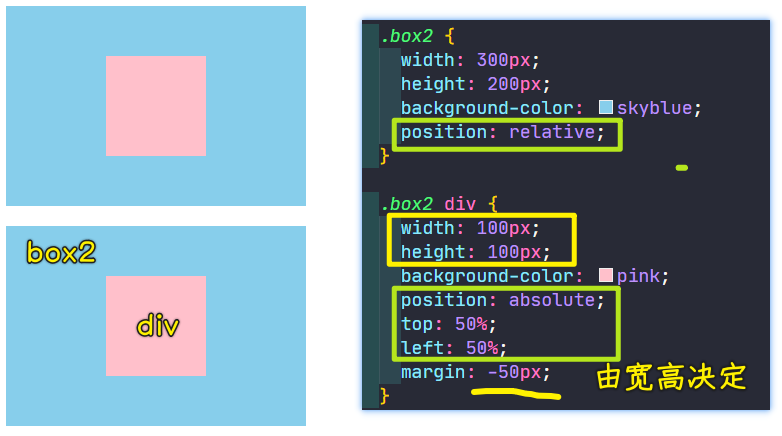 box2
div
.box2 {
width: 300px;
height: 200px;
background-color: skyblue;
position: relative;
}
.box2 div {
width: 100px;
height: 100px;
background-color: pink;
position: absolute;
top: 50%;
left: 50%;
margin: -50px;
由宽高决定
}